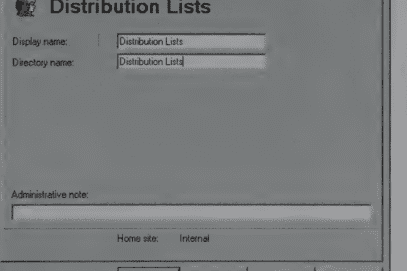 Distribution Lists
Display name: Distribution Lists
Directory name: Distribution Lists
Administrative note:
Home site: Internal